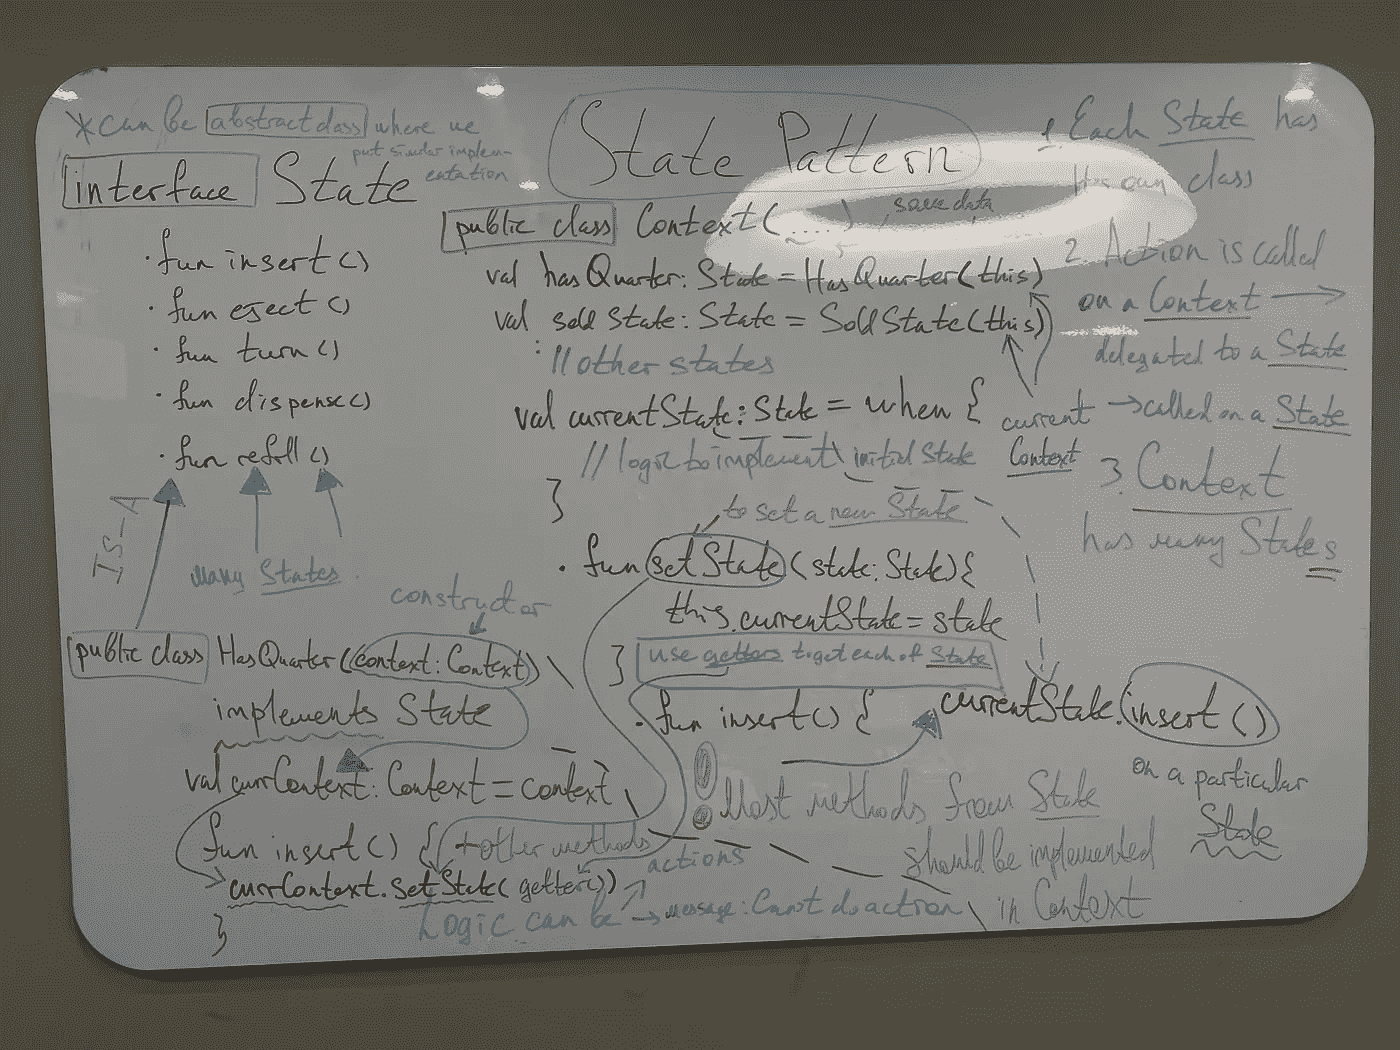 State Pattern
* can be abstract class where we
put similar implem-
entation
interface State
· fun insert()
· fun eject()
· fun turn()
· fun dispense()
· fun refill()
IS-A
many States
public class Context(....)
some data
val hasQuarter: State = HasQuarter(this)
val soldState: State = SoldState(this)
: // other states
val currentState: State = when {
// logic to implement initial State
}
current
Context
to set a new State
· fun setState(state: State){
this.currentState = state
}
use getters to get each of State
· fun insert() {
currentState.insert()
on a particular
State
! Most methods from State
should be implemented
in Context
constructor
public class HasQuarter(context: Context)
implements State
val currContext: Context = context
fun insert() { + other methods
currContext.setState(getter())
}
actions
Logic can be → message: Can't do action
1. Each State has
its own class
2. Action is called
on a Context →
delegated to a State
→ called on a State
3. Context
has many States